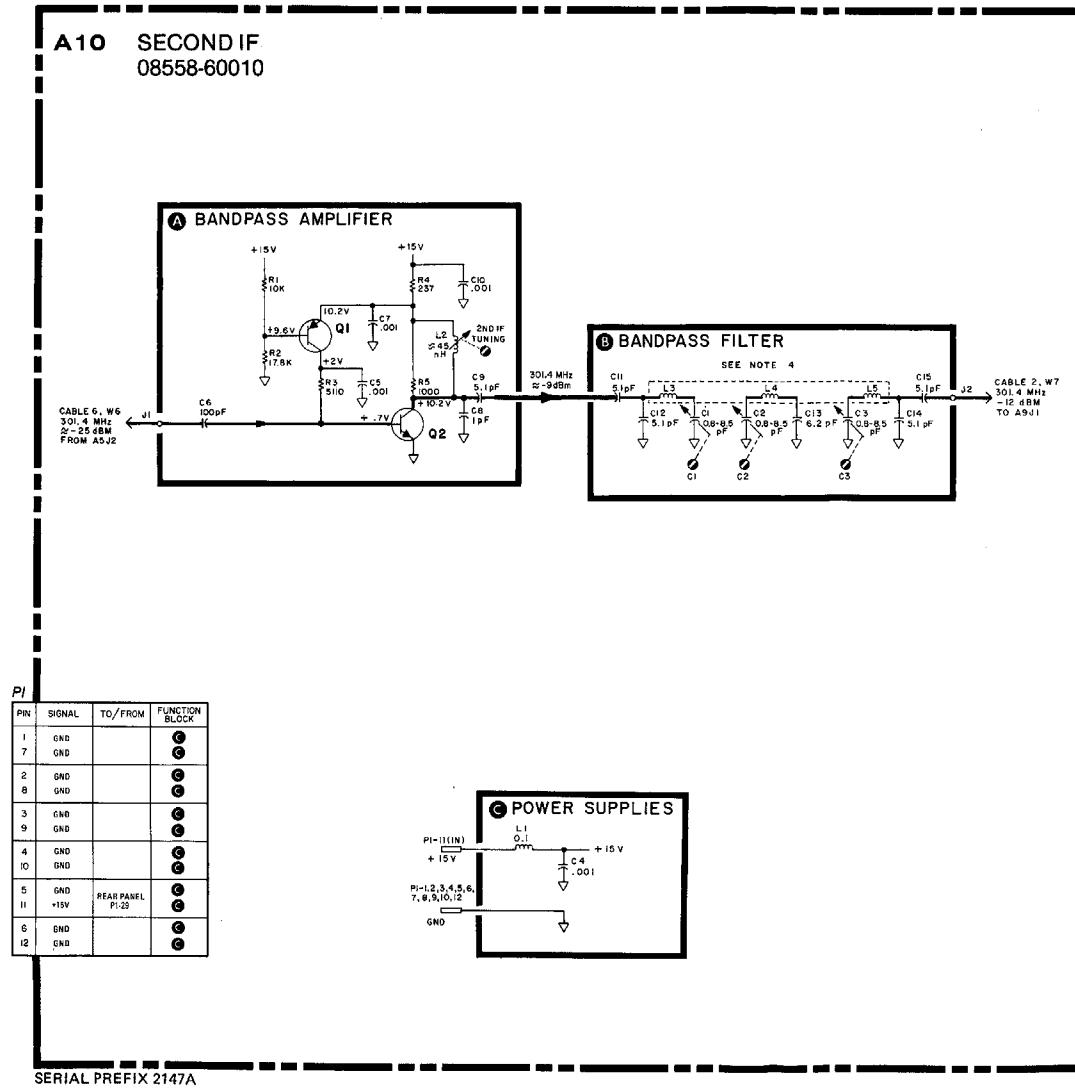 A10 SECOND IF
08558-60010
A BANDPASS AMPLIFIER
+15V
+15V
R1
10K
R4
237
C10
.001
10.2V
+9.6V
Q1
C7
.001
L2
≈45
nH
2ND IF
TUNING
R2
17.8K
+2V
R3
5110
C5
.001
R5
1000
+10.2V
C9
5.1pF
C8
1pF
CABLE 6, W6
301.4 MHz
≈-25dBM
FROM A5J2
J1
C6
100pF
+.7V
Q2
301.4 MHz
≈-9dBm
B BANDPASS FILTER
SEE NOTE 4
C11
5.1pF
L3
L4
L5
C15
5.1pF
J2
CABLE 2, W7
301.4 MHz
-12 dBM
TO A9J1
C12
5.1pF
C1
0.8-8.5
pF
C2
0.8-8.5
pF
C13
6.2 pF
C3
0.8-8.5
pF
C14
5.1pF
C1
C2
C3
P1
PIN SIGNAL TO/FROM FUNCTION BLOCK
1 GND C
7 GND C
2 GND C
8 GND C
3 GND C
9 GND C
4 GND C
10 GND C
5 GND C
11 +15V REAR PANEL P1-29 C
6 GND C
12 GND C
C POWER SUPPLIES
P1-11(IN)
+15V
L1
0.1
+15V
C4
.001
P1-1,2,3,4,5,6,
7,8,9,10,12
GND
SERIAL PREFIX 2147A